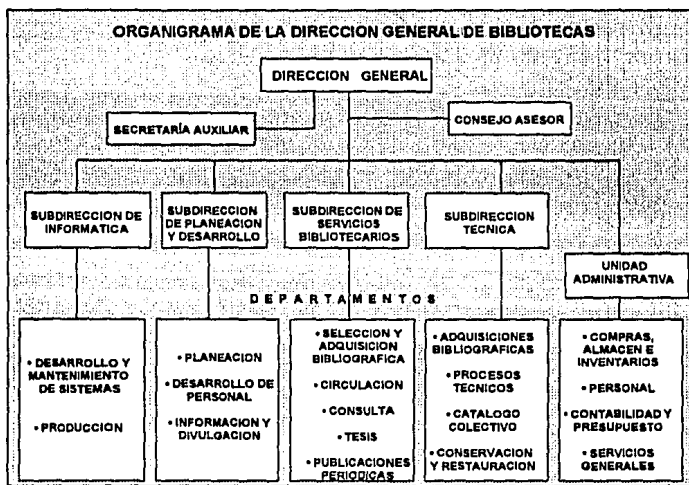 ORGANIGRAMA DE LA DIRECCION GENERAL DE BIBLIOTECAS
DIRECCION GENERAL
SECRETARÍA AUXILIAR
CONSEJO ASESOR
SUBDIRECCION DE
INFORMATICA
SUBDIRECCION
DE PLANEACION
Y DESARROLLO
SUBDIRECCION DE
SERVICIOS
BIBLIOTECARIOS
SUBDIRECCION
TECNICA
UNIDAD
ADMINISTRATIVA
DEPARTAMENTOS
• DESARROLLO Y
MANTENIMIENTO
DE SISTEMAS
• PRODUCCION
• PLANEACION
• DESARROLLO DE
PERSONAL
• INFORMACION Y
DIVULGACION
• SELECCION Y
ADQUISICION
BIBLIOGRAFICA
• CIRCULACION
• CONSULTA
• TESIS
• PUBLICACIONES
PERIODICAS
• ADQUISICIONES
BIBLIOGRAFICAS
• PROCESOS
TECNICOS
• CATALOGO
COLECTIVO
• CONSERVACION
Y RESTAURACION
• COMPRAS,
ALMACEN E
INVENTARIOS
• PERSONAL
• CONTABILIDAD Y
PRESUPUESTO
• SERVICIOS
GENERALES